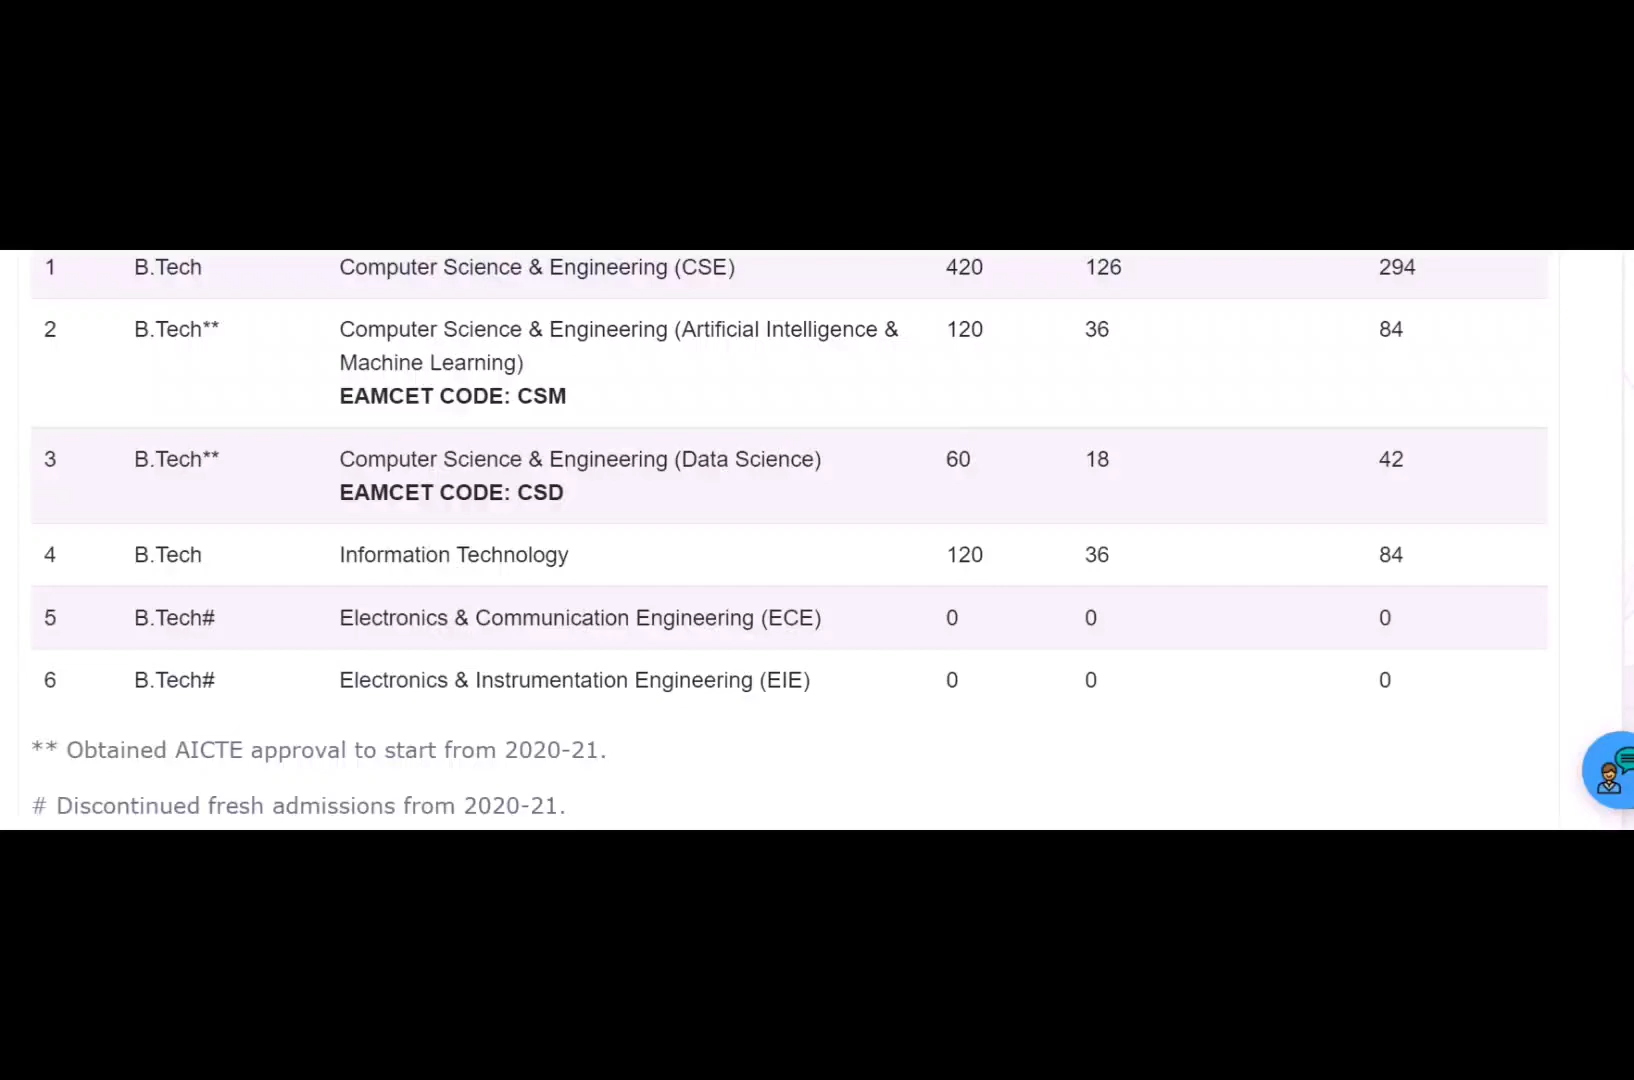 1 B.Tech Computer Science & Engineering (CSE) 420 126 294
2 B.Tech** Computer Science & Engineering (Artificial Intelligence & 120 36 84
Machine Learning)
EAMCET CODE: CSM
3 B.Tech** Computer Science & Engineering (Data Science) 60 18 42
EAMCET CODE: CSD
4 B.Tech Information Technology 120 36 84
5 B.Tech# Electronics & Communication Engineering (ECE) 0 0 0
6 B.Tech# Electronics & Instrumentation Engineering (EIE) 0 0 0
** Obtained AICTE approval to start from 2020-21.
# Discontinued fresh admissions from 2020-21.